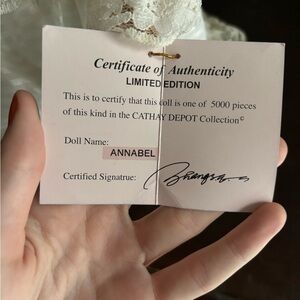 Certificate of Authenticity
LIMITED EDITION
This is to certify that this doll is one of 5000 pieces
of this kind in the CATHAY DEPOT Collection©
Doll Name:
ANNABEL
Certified Signatrue: